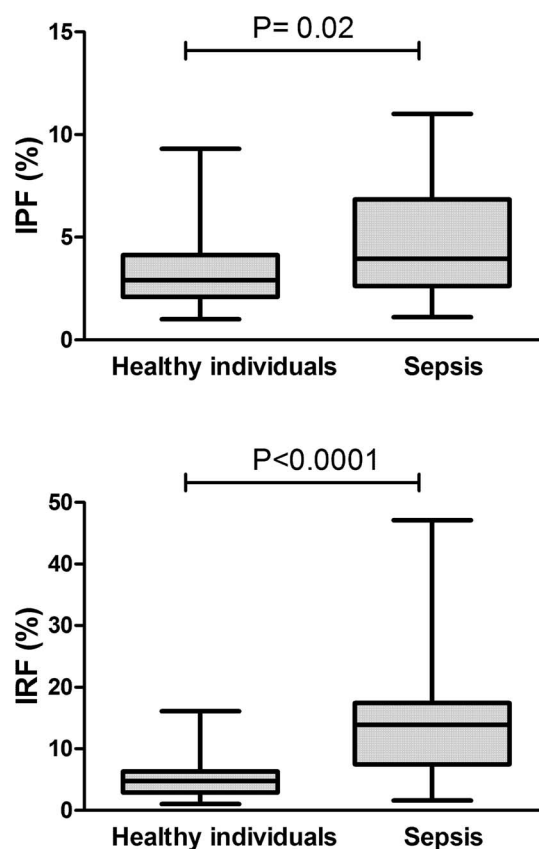 P= 0.02
15
10
5
0
IPF (%)
Healthy individuals Sepsis
P<0.0001
50
40
30
20
10
0
IRF (%)
Healthy individuals Sepsis